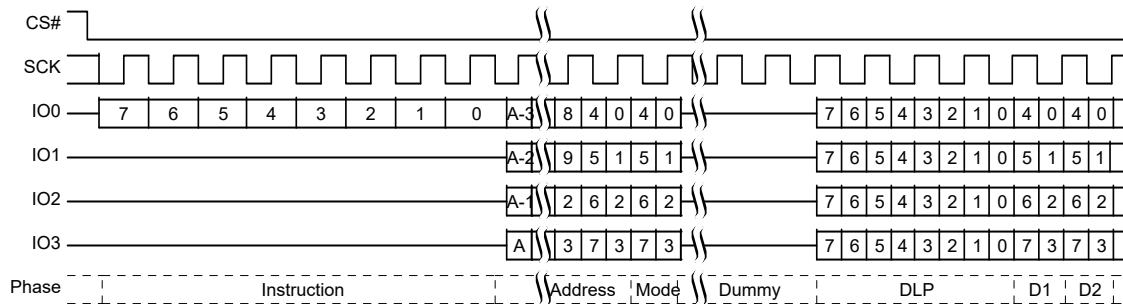 CS#
SCK
IO0 7 6 5 4 3 2 1 0 A-3 8 4 0 4 0 7 6 5 4 3 2 1 0 4 0 4 0
IO1 A-2 9 5 1 5 1 7 6 5 4 3 2 1 0 5 1 5 1
IO2 A-1 2 6 2 6 2 7 6 5 4 3 2 1 0 6 2 6 2
IO3 A 3 7 3 7 3 7 6 5 4 3 2 1 0 7 3 7 3
Phase Instruction Address Mode Dummy DLP D1 D2